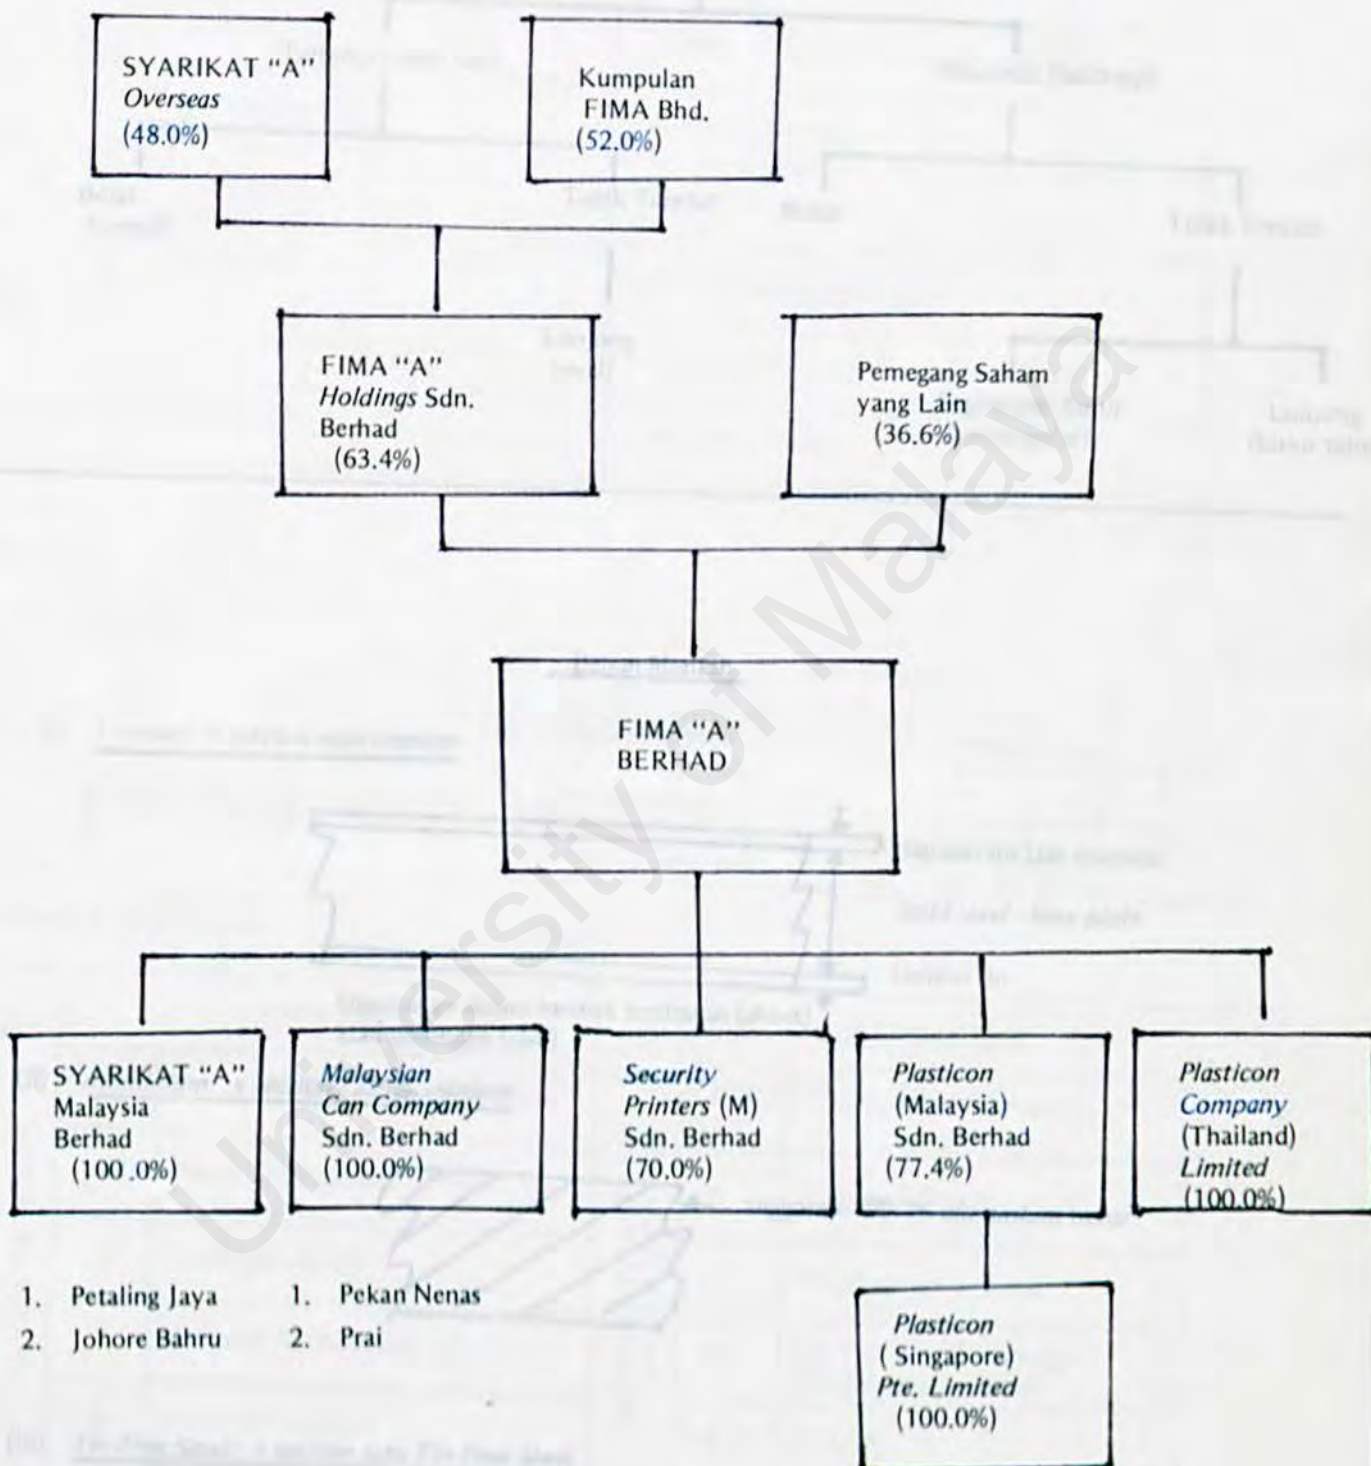 SYARIKAT “A”
Overseas
(48.0%)
Kumpulan
FIMA Bhd.
(52.0%)
FIMA “A”
Holdings Sdn.
Berhad
(63.4%)
Pemegang Saham
yang Lain
(36.6%)
FIMA “A”
BERHAD
SYARIKAT “A”
Malaysia
Berhad
(100.0%)
Malaysian
Can Company
Sdn. Berhad
(100.0%)
Security
Printers (M)
Sdn. Berhad
(70.0%)
Plasticon
(Malaysia)
Sdn. Berhad
(77.4%)
Plasticon
Company
(Thailand)
Limited
(100.0%)
1. Petaling Jaya
2. Johore Bahru
1. Pekan Nenas
2. Prai
Plasticon
( Singapore)
Pte. Limited
(100.0%)
University of Malaya